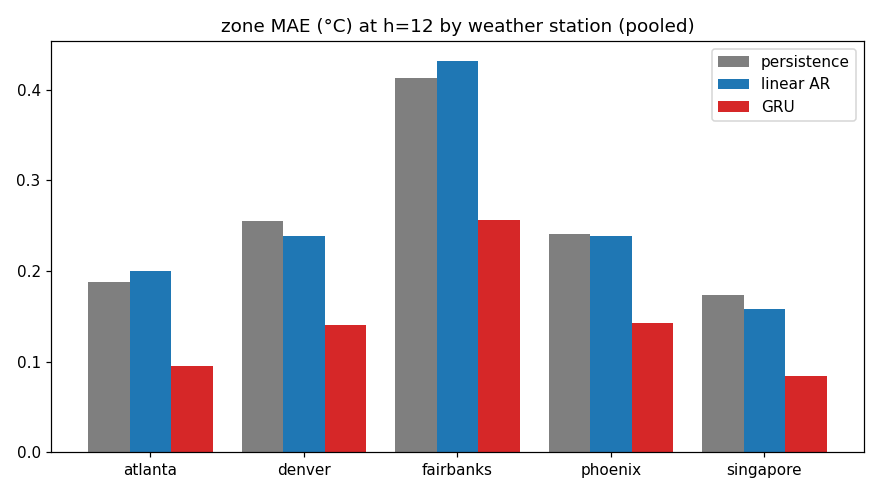 zone MAE (°C) at h=12 by weather station (pooled)
persistence
linear AR
GRU
0.4
0.3
0.2
0.1
0.0
atlanta
denver
fairbanks
phoenix
singapore